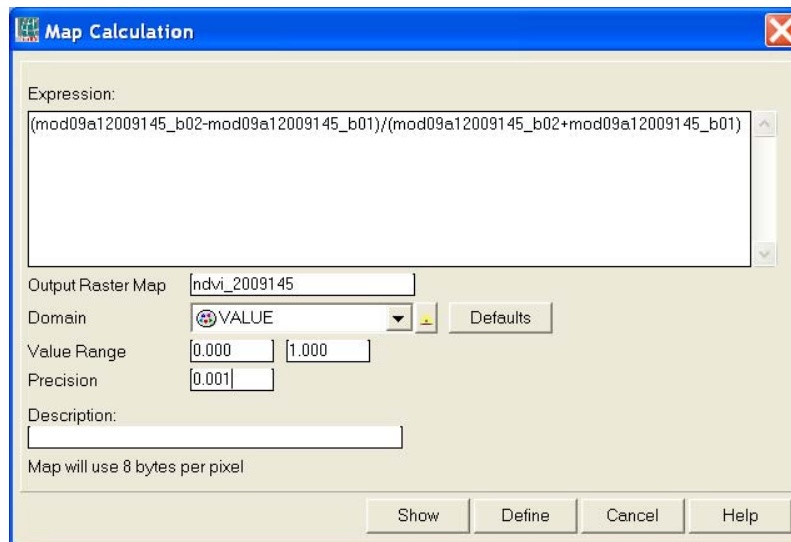 Map Calculation
Expression:
(mod09a12009145_b02-mod09a12009145_b01)/(mod09a12009145_b02+mod09a12009145_b01)
Output Raster Map ndvi_2009145
Domain VALUE Defaults
Value Range 0.000 1.000
Precision 0.001
Description:
Map will use 8 bytes per pixel
Show Define Cancel Help